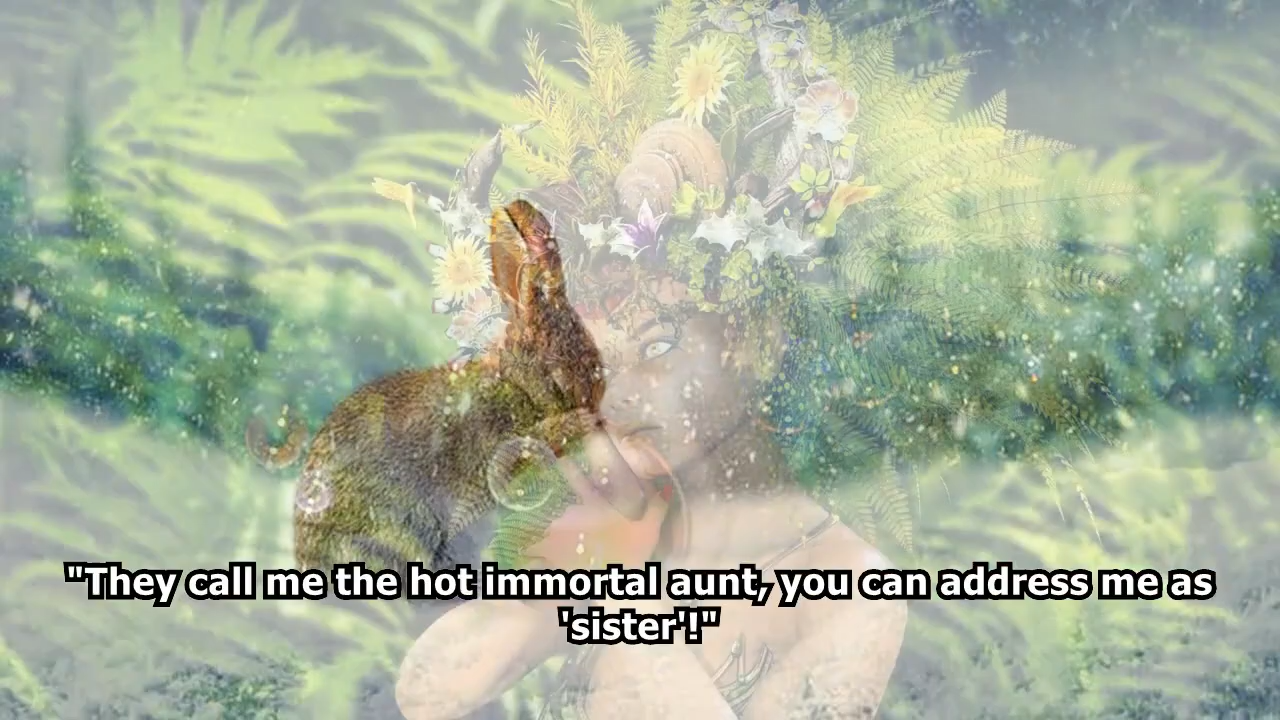 "They call me the hot immortal aunt, you can address me as
'sister'!"